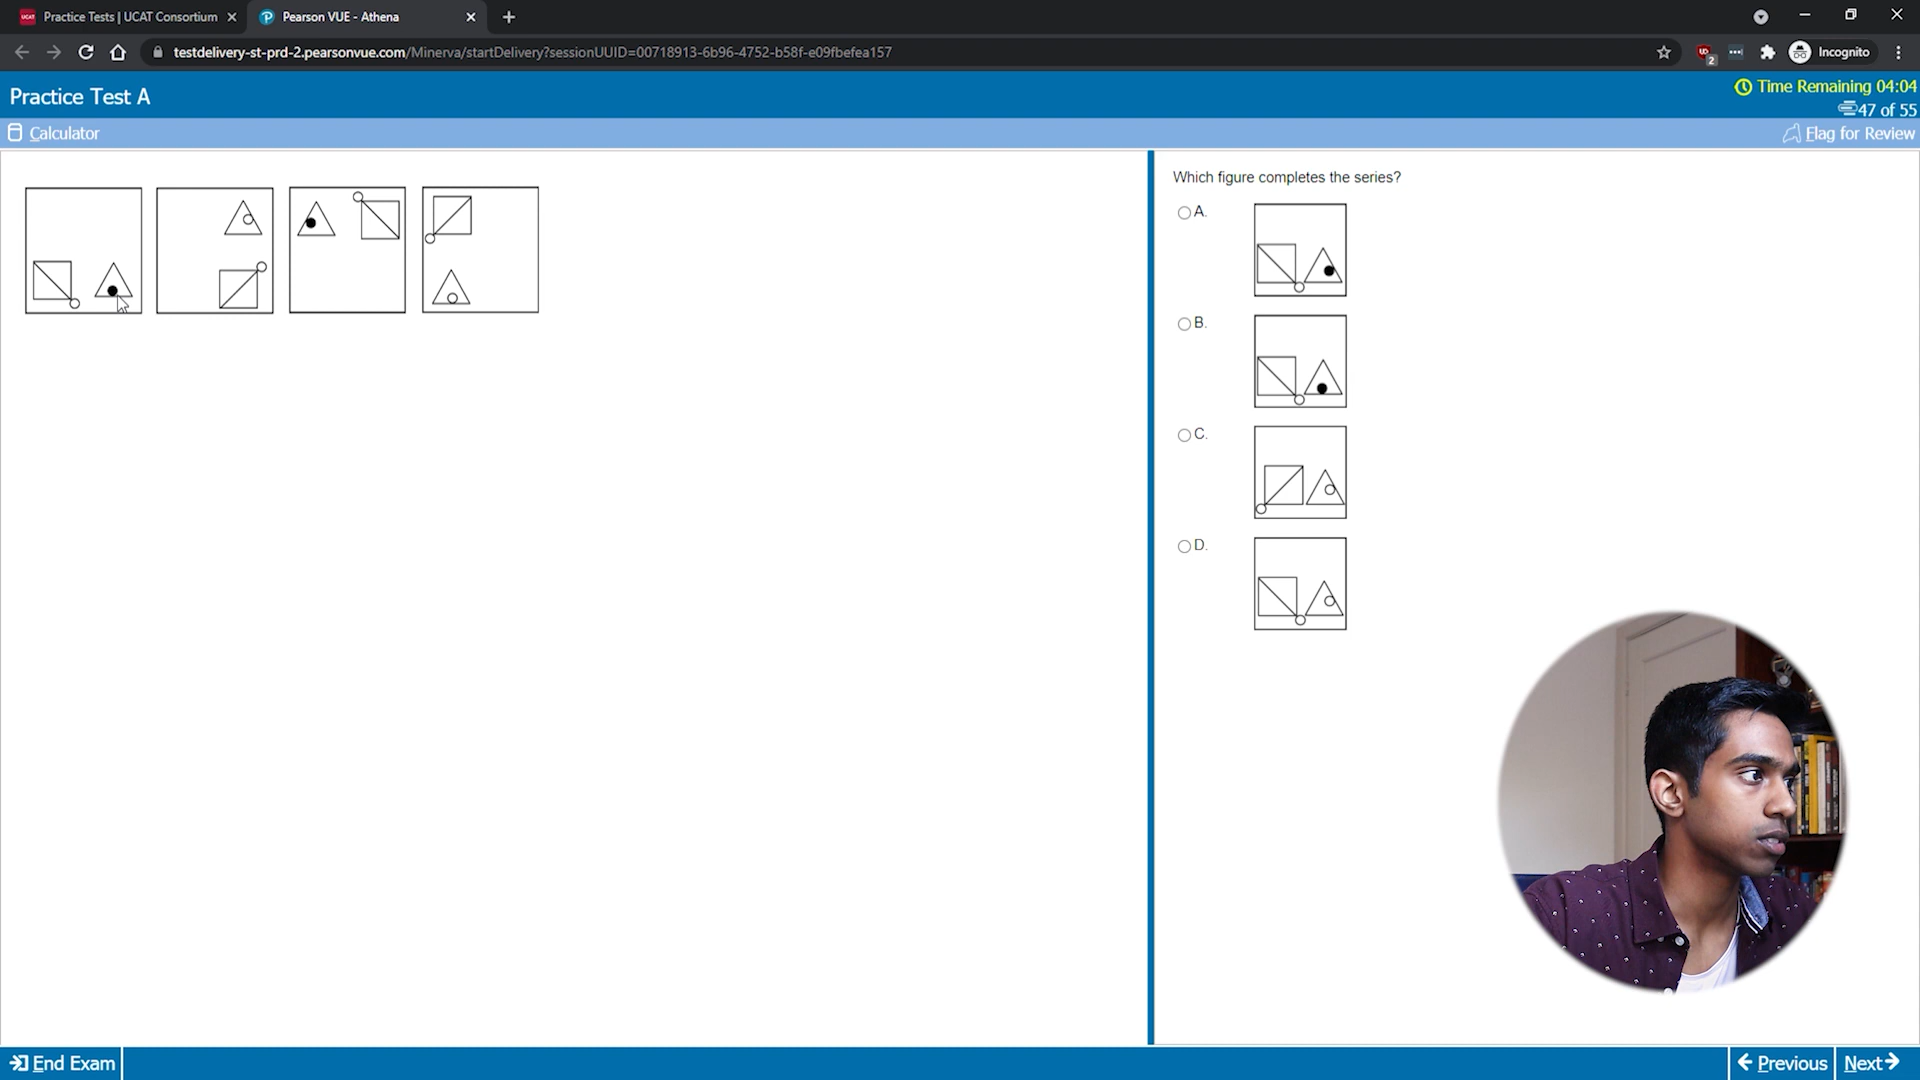 Practice Tests | UCAT Consortium
Pearson VUE - Athena
testdelivery-st-prd-2.pearsonvue.com/Minerva/startDelivery?sessionUUID=00718913-6b96-4752-b58f-e09fbefea157
2
Incognito
Practice Test A
Time Remaining 04:04
47 of 55
Calculator
Flag for Review
Which figure completes the series?
A.
B.
C.
D.
End Exam
Previous
Next